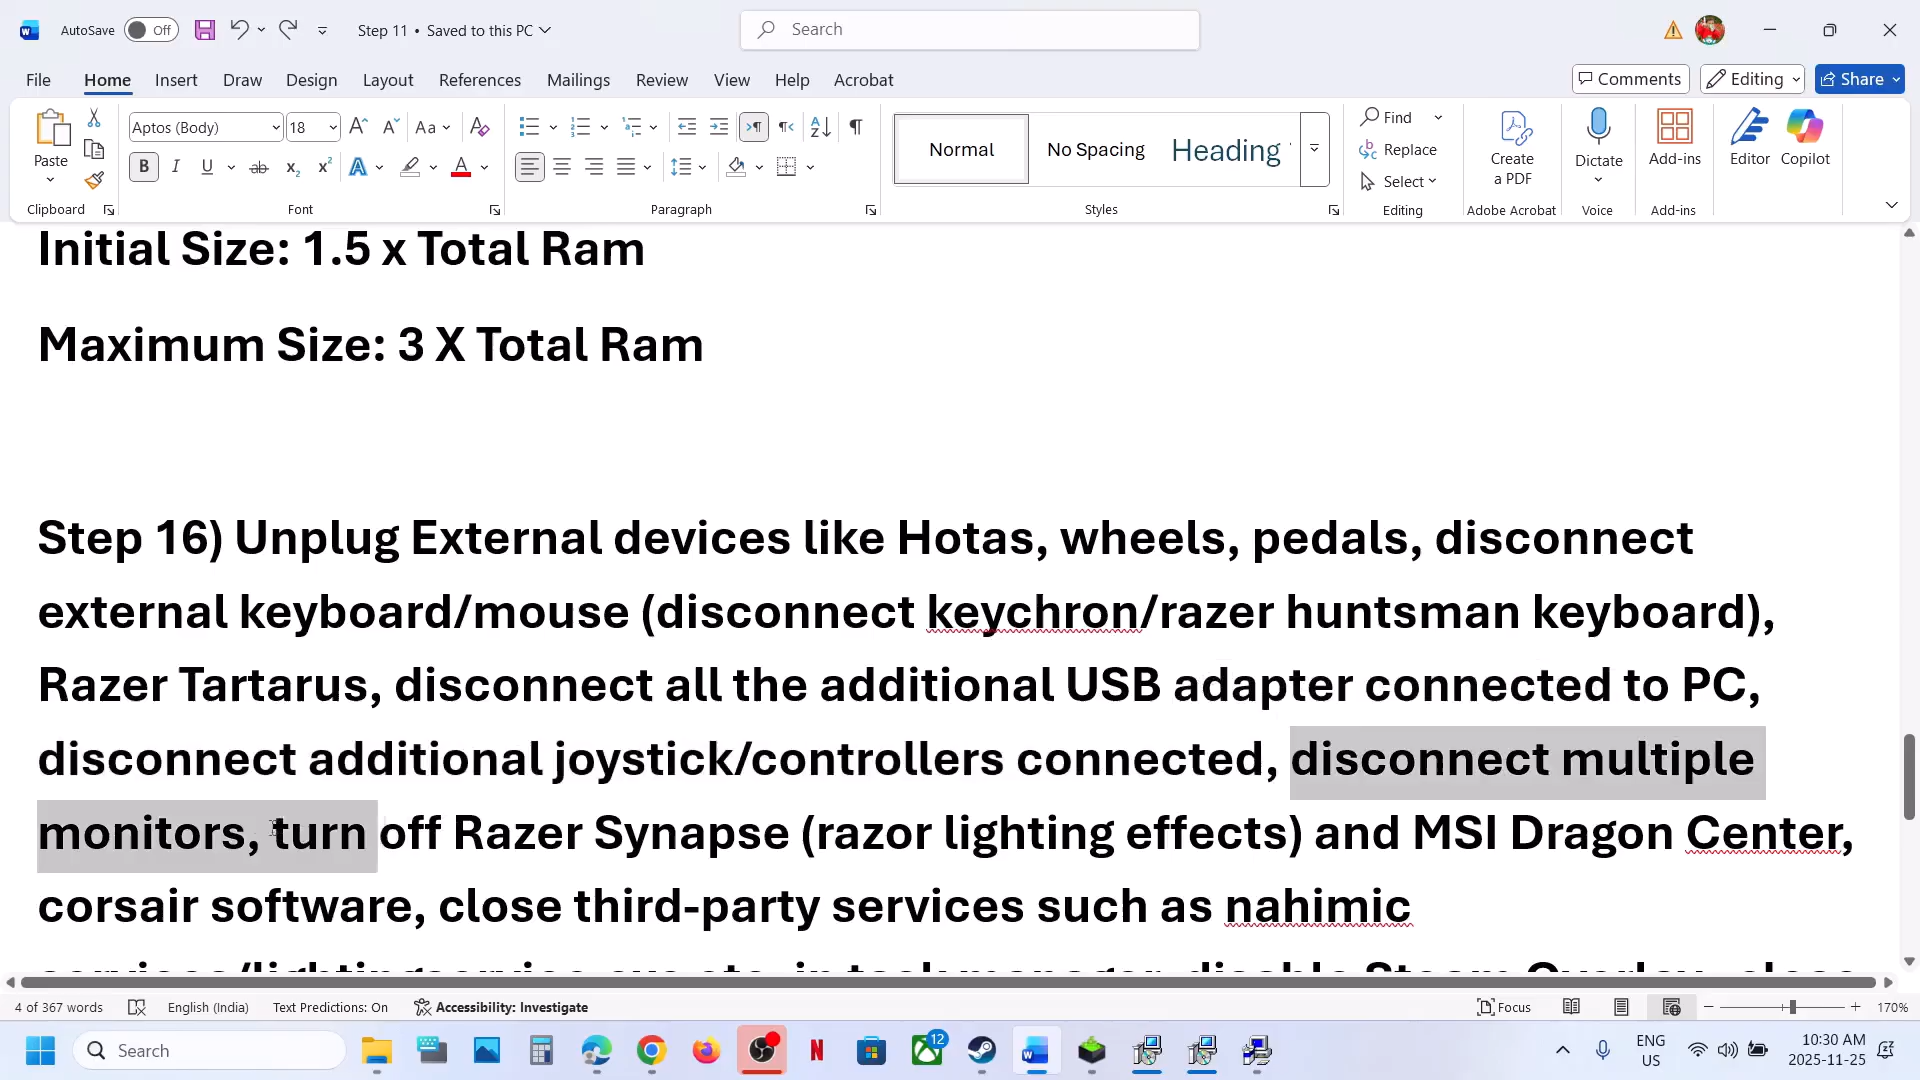 AutoSave Off Step 11 • Saved to this PC Search
File Home Insert Draw Design Layout References Mailings Review View Help Acrobat Comments Editing Share
Paste Aptos (Body) 18 Aa Normal No Spacing Heading Find Replace Select Create a PDF Dictate Add-ins Editor Copilot
Clipboard Font Paragraph Styles Editing Adobe Acrobat Voice Add-ins
Initial Size: 1.5 x Total Ram
Maximum Size: 3 X Total Ram
Step 16) Unplug External devices like Hotas, wheels, pedals, disconnect
external keyboard/mouse (disconnect keychron/razer huntsman keyboard),
Razer Tartarus, disconnect all the additional USB adapter connected to PC,
disconnect additional joystick/controllers connected, disconnect multiple
monitors, turn off Razer Synapse (razor lighting effects) and MSI Dragon Center,
corsair software, close third-party services such as nahimic
4 of 367 words English (India) Text Predictions: On Accessibility: Investigate Focus 170%
Search 12 ENG US 10:30 AM 2025-11-25